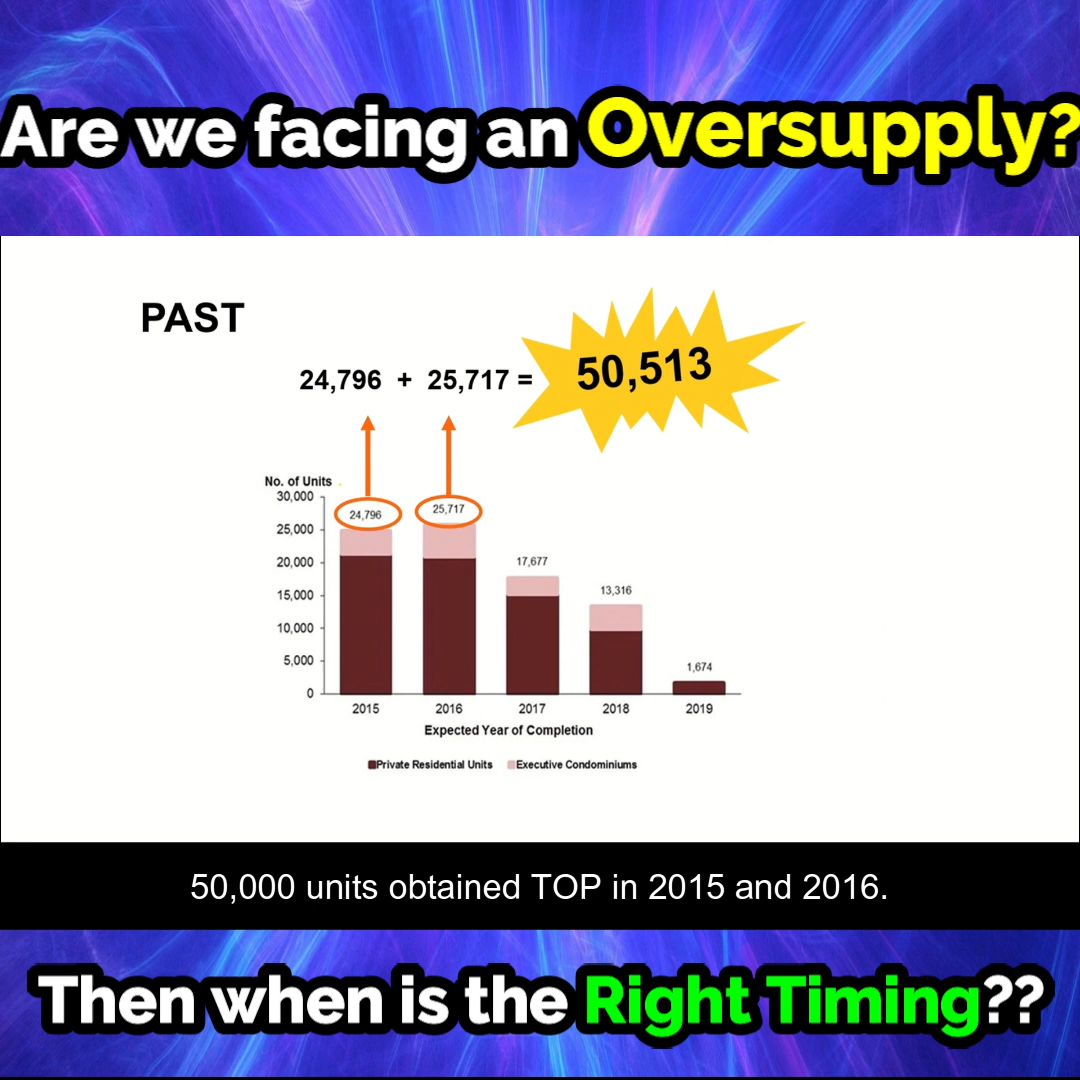 Are we facing an Oversupply?
PAST
24,796 + 25,717 = 50,513
No. of Units
30,000
25,000
20,000
15,000
10,000
5,000
0
24,796
25,717
17,677
13,316
1,674
2015 2016 2017 2018 2019
Expected Year of Completion
Private Residential Units Executive Condominiums
50,000 units obtained TOP in 2015 and 2016.
Then when is the Right Timing??